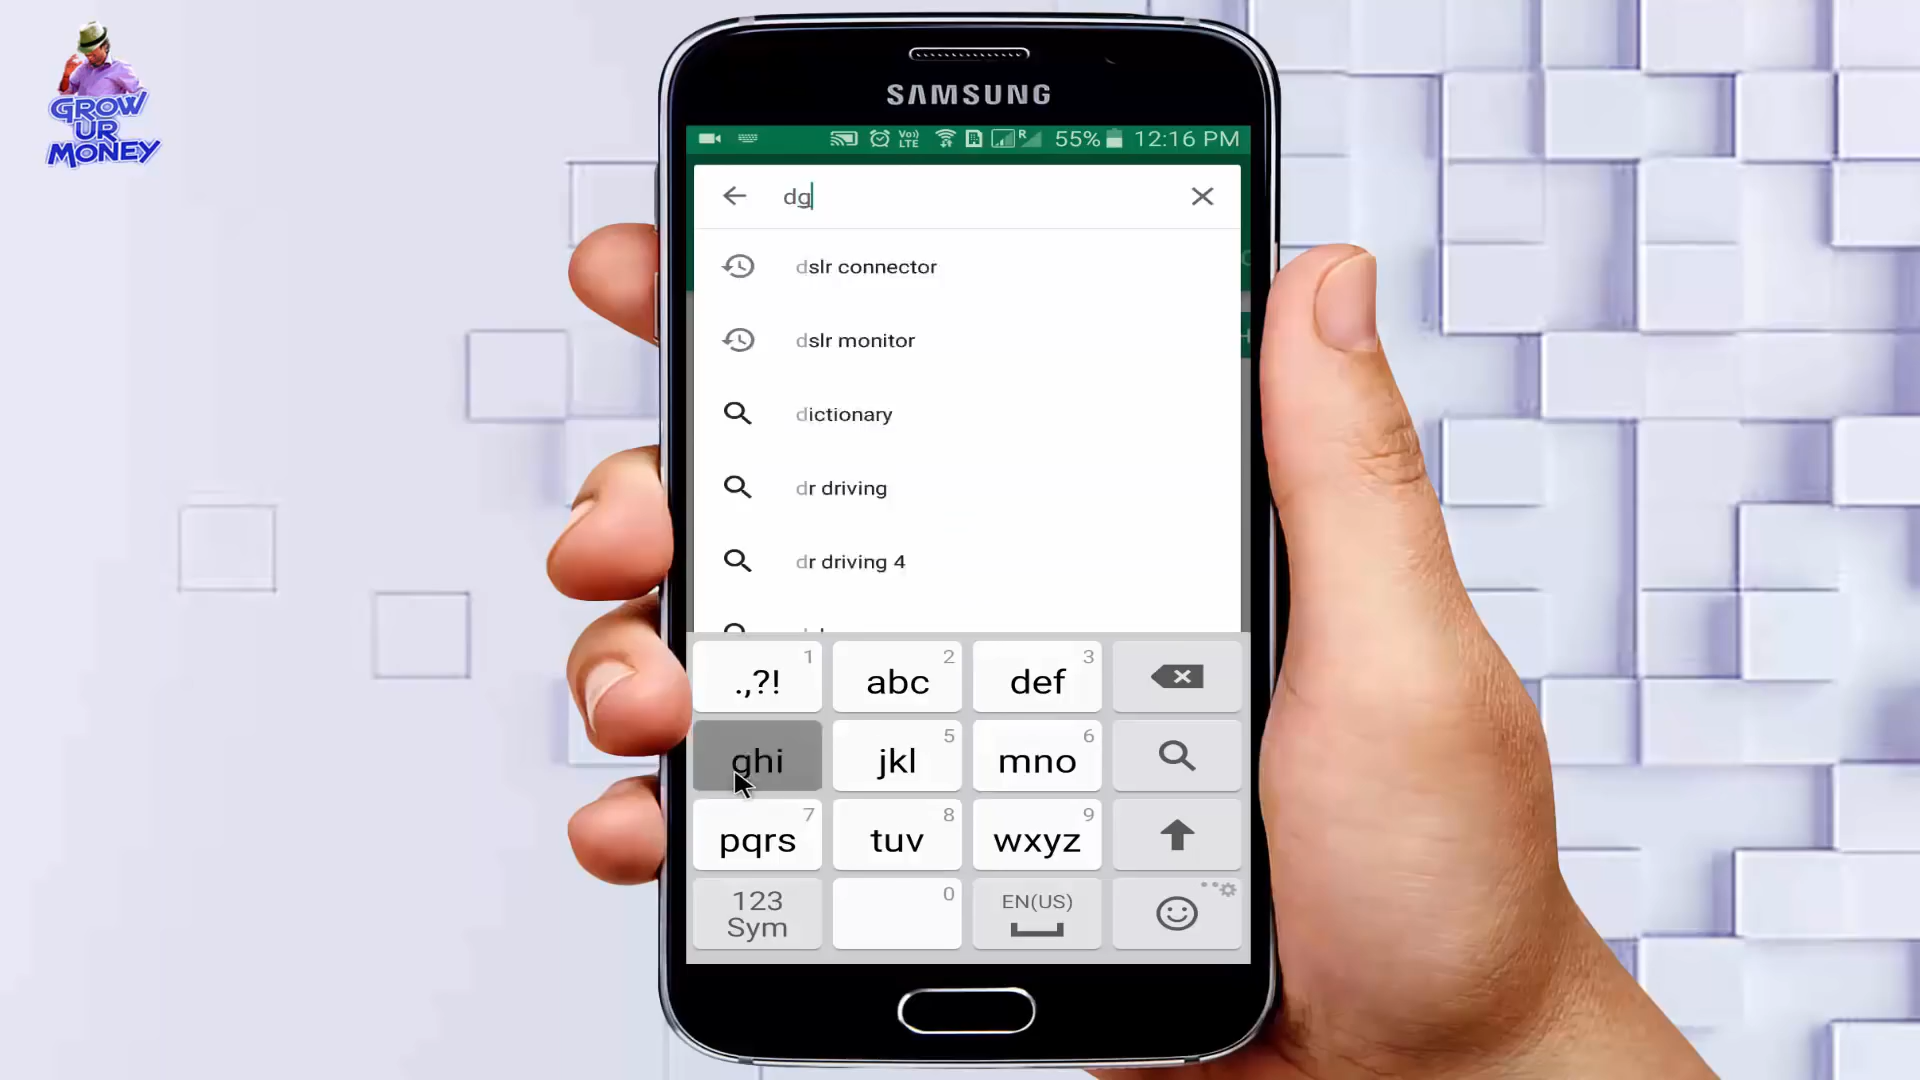 GROW
UR
MONEY
SAMSUNG
Vo))
LTE
R
55%
12:16 PM
dg
dslr connector
dslr monitor
dictionary
dr driving
dr driving 4
.,?! 1
abc 2
def 3
ghi
jkl 5
mno 6
pqrs 7
tuv 8
wxyz 9
123
Sym
0
EN(US)